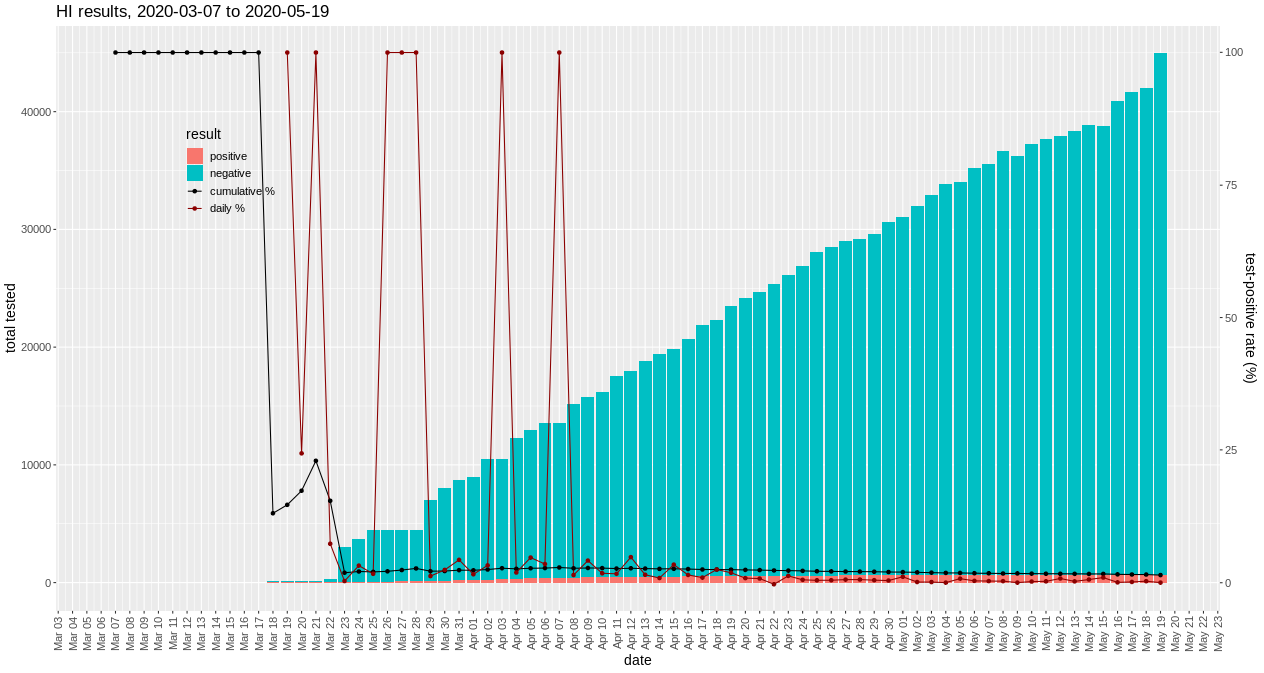 HI results, 2020-03-07 to 2020-05-19
total tested
40000
30000
20000
10000
0
result
positive
negative
cumulative %
daily %
100
75
50
25
0
test-positive rate (%)
Mar 03
Mar 04
Mar 05
Mar 06
Mar 07
Mar 08
Mar 09
Mar 10
Mar 11
Mar 12
Mar 13
Mar 14
Mar 15
Mar 16
Mar 17
Mar 18
Mar 19
Mar 20
Mar 21
Mar 22
Mar 23
Mar 24
Mar 25
Mar 26
Mar 27
Mar 28
Mar 29
Mar 30
Mar 31
Apr 01
Apr 02
Apr 03
Apr 04
Apr 05
Apr 06
Apr 07
Apr 08
Apr 09
Apr 10
Apr 11
Apr 12
Apr 13
Apr 14
Apr 15
Apr 16
Apr 17
Apr 18
Apr 19
Apr 20
Apr 21
Apr 22
Apr 23
Apr 24
Apr 25
Apr 26
Apr 27
Apr 28
Apr 29
Apr 30
May 01
May 02
May 03
May 04
May 05
May 06
May 07
May 08
May 09
May 10
May 11
May 12
May 13
May 14
May 15
May 16
May 17
May 18
May 19
May 20
May 21
May 22
May 23
date